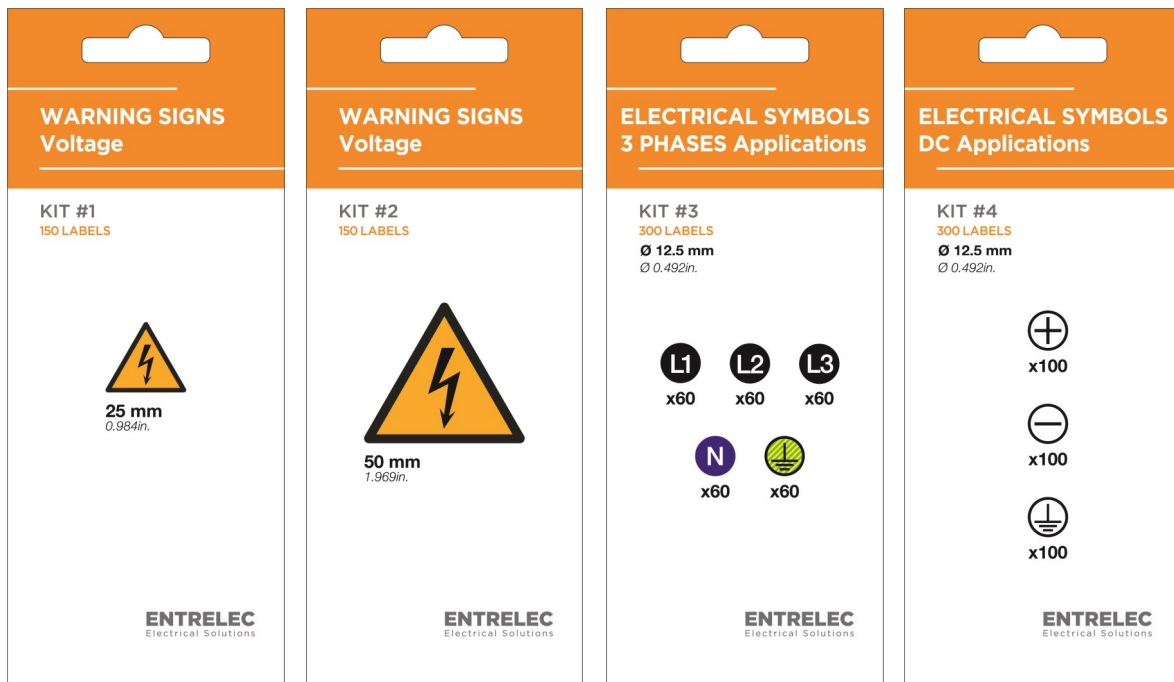 WARNING SIGNS
Voltage
KIT #1
150 LABELS
25 mm
0.984in.
ENTRELEC
Electrical Solutions
WARNING SIGNS
Voltage
KIT #2
150 LABELS
50 mm
1.969in.
ENTRELEC
Electrical Solutions
ELECTRICAL SYMBOLS
3 PHASES Applications
KIT #3
300 LABELS
Ø 12.5 mm
Ø 0.492in.
L1 L2 L3
x60 x60 x60
N
x60 x60
ENTRELEC
Electrical Solutions
ELECTRICAL SYMBOLS
DC Applications
KIT #4
300 LABELS
Ø 12.5 mm
Ø 0.492in.
+
x100
−
x100
x100
ENTRELEC
Electrical Solutions